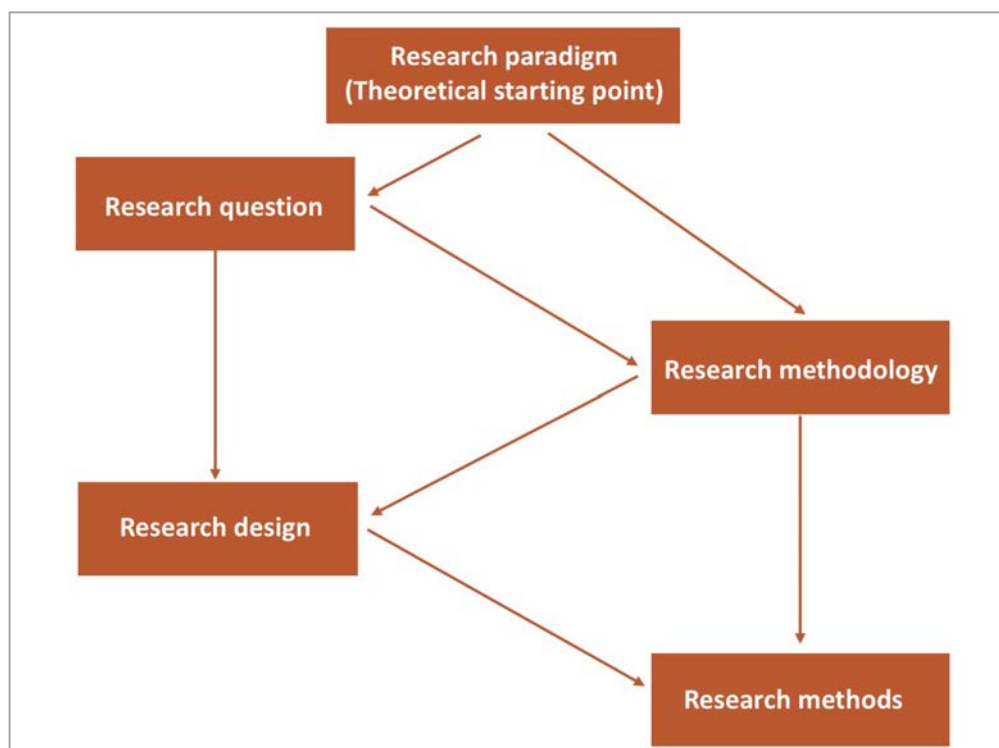 Research paradigm
(Theoretical starting point)
Research question
Research methodology
Research design
Research methods